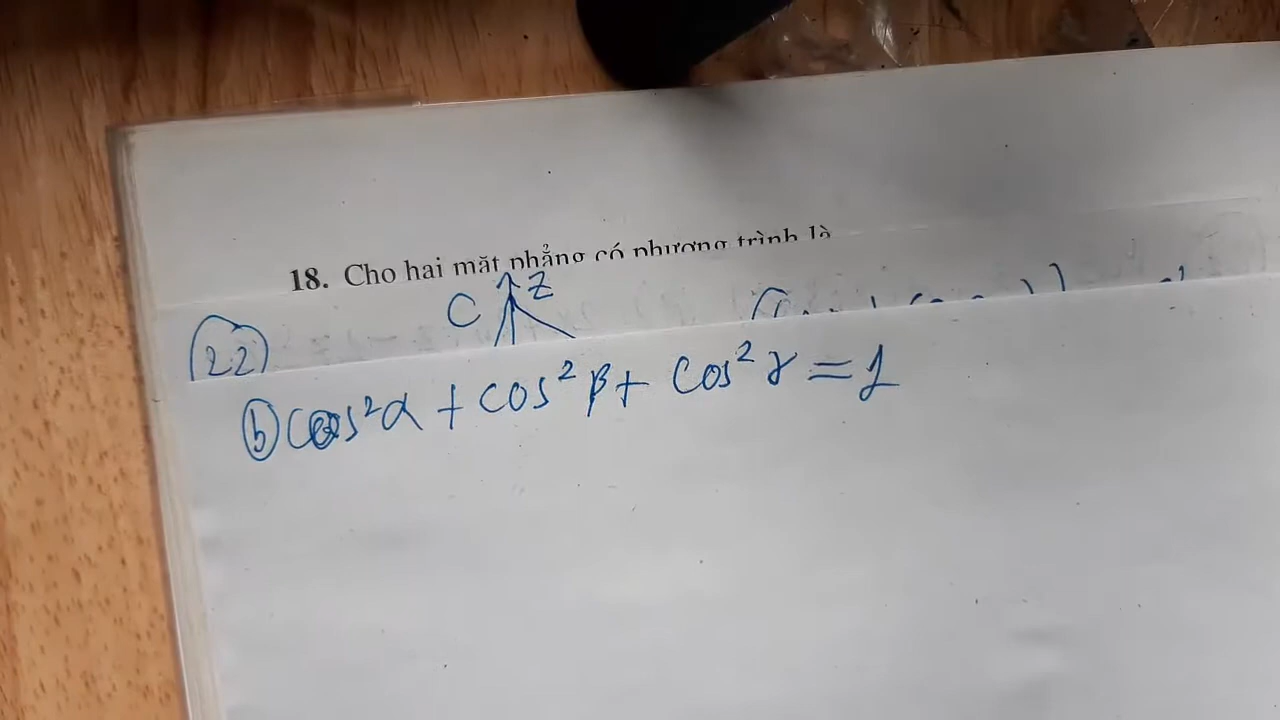 18. Cho hai mặt phẳng có phương trình là
C Z
22
b cos²α + cos²β + cos²γ = 1